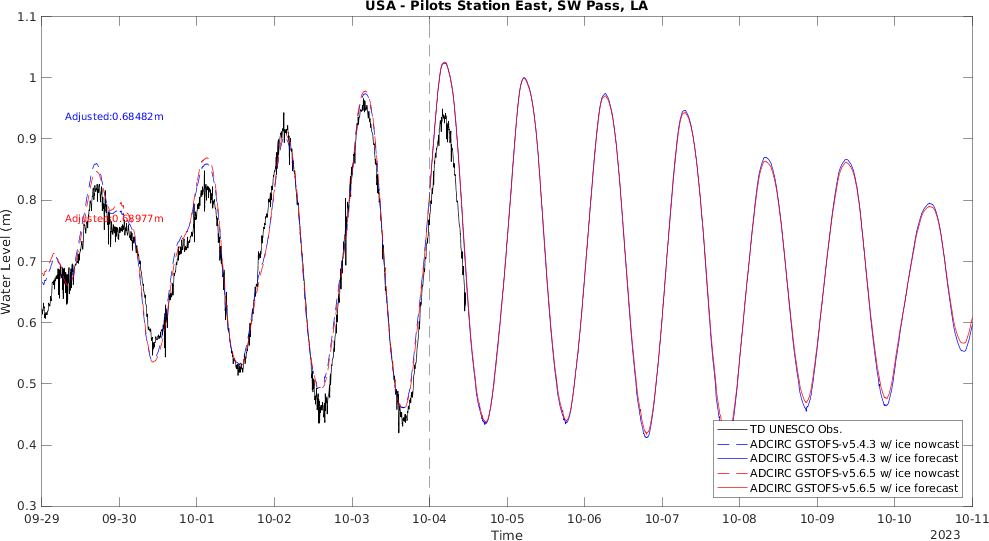 USA - Pilots Station East, SW Pass, LA
1.1
1
0.9
0.8
0.7
0.6
0.5
0.4
0.3
Water Level (m)
Adjusted:0.68482m
Adjusted:0.68977m
TD UNESCO Obs.
ADCIRC GSTOFS-v5.4.3 w/ ice nowcast
ADCIRC GSTOFS-v5.4.3 w/ ice forecast
ADCIRC GSTOFS-v5.6.5 w/ ice nowcast
ADCIRC GSTOFS-v5.6.5 w/ ice forecast
09-29 09-30 10-01 10-02 10-03 10-04 10-05 10-06 10-07 10-08 10-09 10-10 10-11
Time
2023